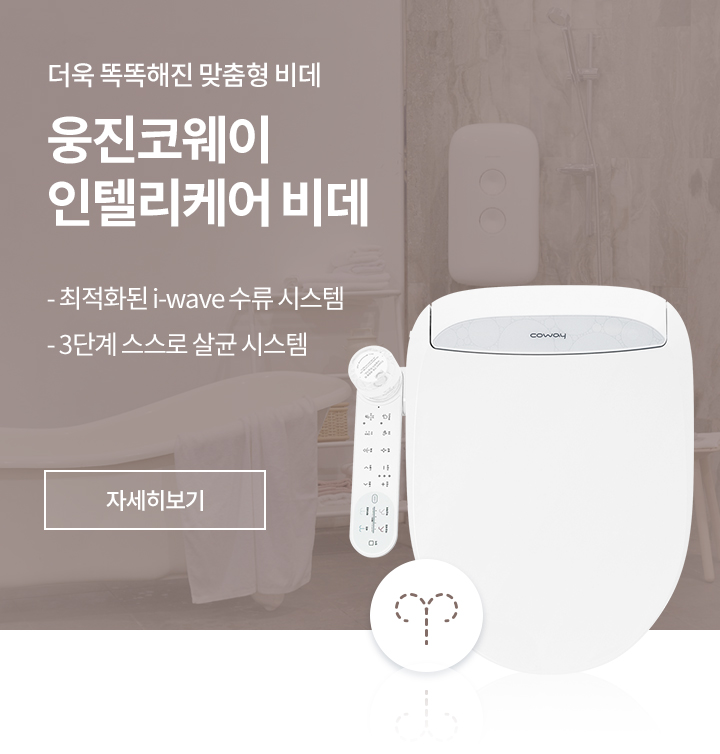 더욱 똑똑해진 맞춤형 비데
웅진코웨이
인텔리케어 비데
- 최적화된 i-wave 수류 시스템
- 3단계 스스로 살균 시스템
자세히보기
coway